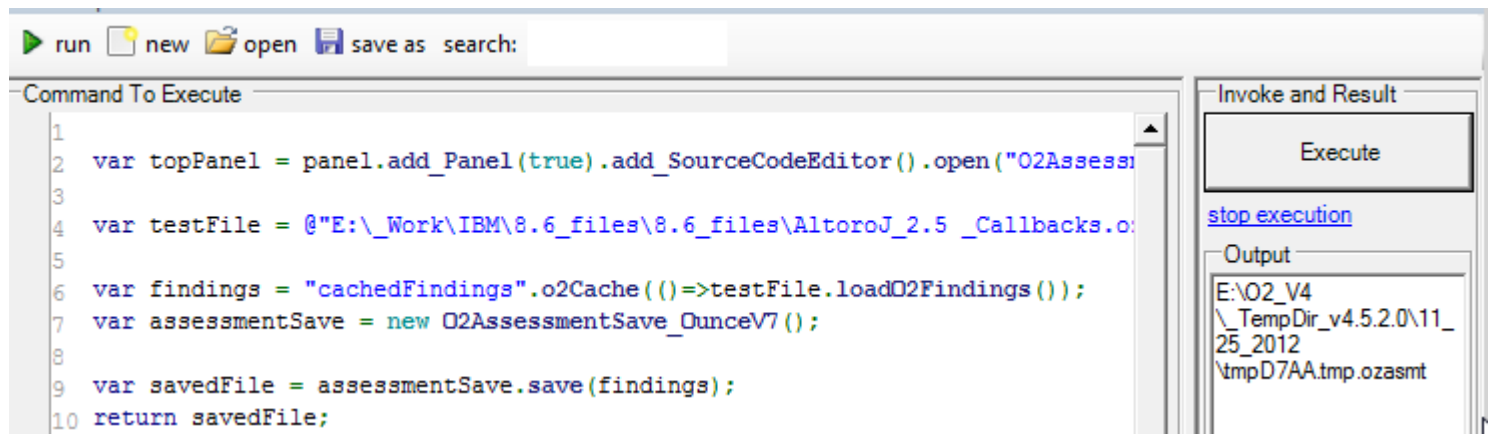 run new open save as search:
Command To Execute
1
2 var topPanel = panel.add_Panel(true).add_SourceCodeEditor().open("O2Assess
3
4 var testFile = @"E:\_Work\IBM\8.6_files\8.6_files\AltoroJ_2.5 _Callbacks.o
5
6 var findings = "cachedFindings".o2Cache(()=>testFile.loadO2Findings());
7 var assessmentSave = new O2AssessmentSave_OunceV7();
8
9 var savedFile = assessmentSave.save(findings);
10 return savedFile;
Invoke and Result
Execute
stop execution
Output
E:\O2_V4
\_TempDir_v4.5.2.0\11_
25_2012
\tmpD7AA.tmp.ozasmt